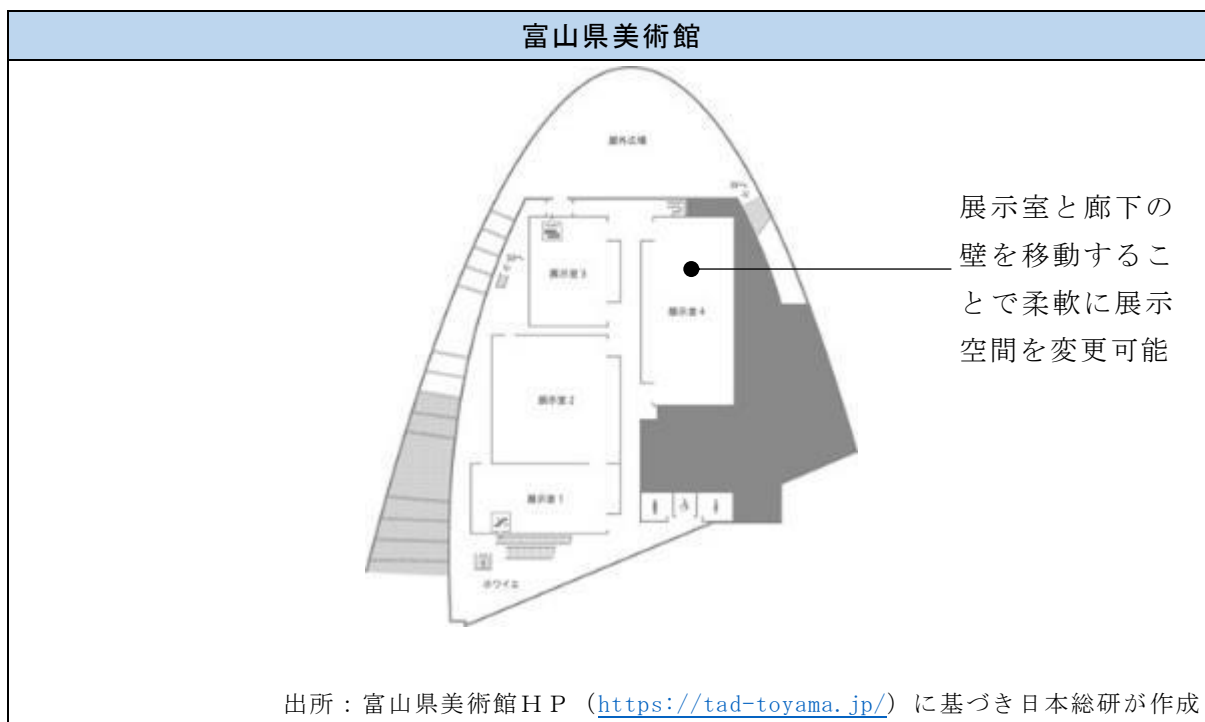 富山県美術館
屋外広場
展示室3
展示室4
展示室2
展示室1
ホワイエ
展示室と廊下の
壁を移動するこ
とで柔軟に展示
空間を変更可能
出所：富山県美術館ＨＰ（https://tad-toyama.jp/）に基づき日本総研が作成